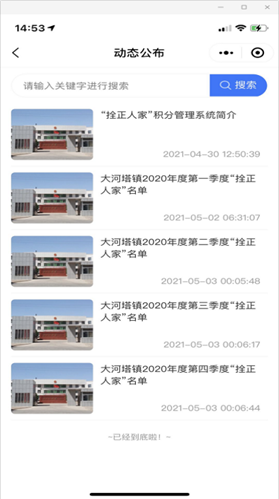 14:53
动态公布
请输入关键字进行搜索
搜索
“拴正人家”积分管理系统简介
2021-04-30 12:50:39
大河塔镇2020年度第一季度“拴正
人家”名单
2021-05-02 06:31:07
大河塔镇2020年度第二季度“拴正
人家”名单
2021-05-03 00:05:48
大河塔镇2020年度第三季度“拴正
人家”名单
2021-05-03 00:06:17
大河塔镇2020年度第四季度“拴正
人家”名单
2021-05-03 00:06:44
~已经到底啦！~